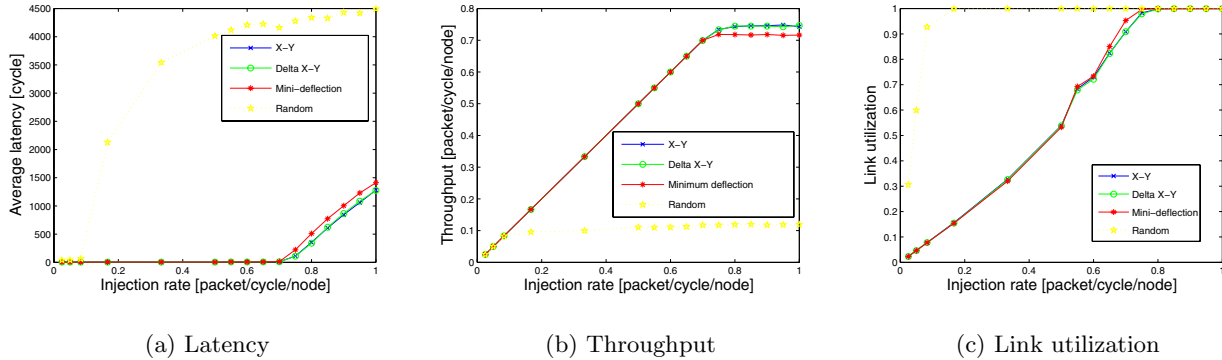 4500
4000
3500
3000
2500
2000
1500
1000
500
0
0 0.2 0.4 0.6 0.8 1
Average latency [cycle]
Injection rate [packet/cycle/node]
X-Y
Delta X-Y
Mini-deflection
Random
(a) Latency
0.8
0.7
0.6
0.5
0.4
0.3
0.2
0.1
0
0 0.2 0.4 0.6 0.8 1
Throughput [packet/cycle/node]
Injection rate [packet/cycle/node]
X-Y
Delta X-Y
Minimum deflection
Random
(b) Throughput
1
0.9
0.8
0.7
0.6
0.5
0.4
0.3
0.2
0.1
0
0 0.2 0.4 0.6 0.8 1
Link utilization
Injection rate [packet/cycle/node]
X-Y
Delta X-Y
Mini-deflection
Random
(c) Link utilization